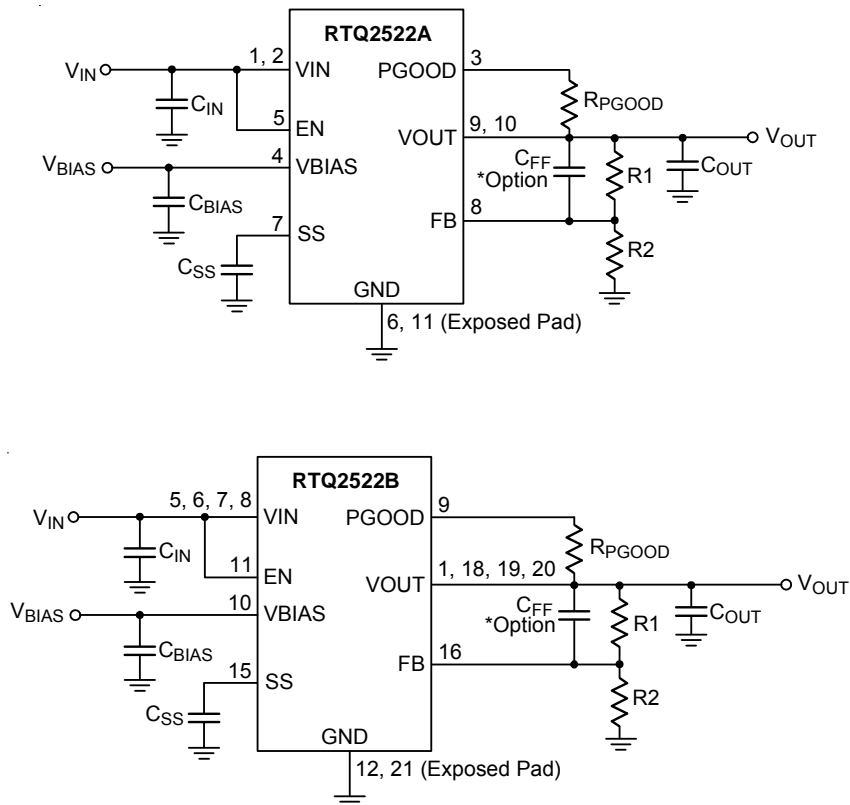 RTQ2522A
VIN
1, 2
VIN
PGOOD
3
RPGOOD
CIN
5
EN
VOUT
9, 10
VOUT
VBIAS
4
VBIAS
CFF
*Option
R1
COUT
CBIAS
7
SS
FB
8
R2
CSS
GND
6, 11 (Exposed Pad)
RTQ2522B
VIN
5, 6, 7, 8
VIN
PGOOD
9
RPGOOD
CIN
11
EN
VOUT
1, 18, 19, 20
VOUT
VBIAS
10
VBIAS
CFF
*Option
R1
COUT
CBIAS
15
SS
FB
16
R2
CSS
GND
12, 21 (Exposed Pad)